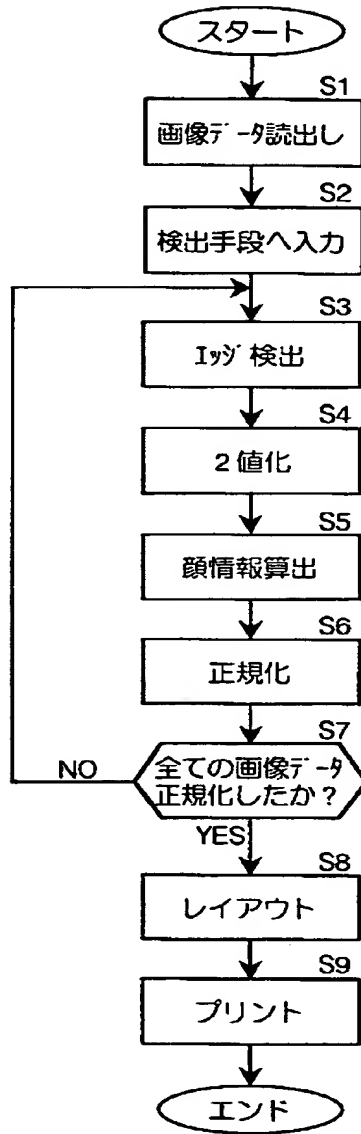 スタート
S1
画像ﾃﾞｰﾀ読出し
S2
検出手段へ入力
S3
ｴｯｼﾞ検出
S4
2値化
S5
顔情報算出
S6
正規化
S7
全ての画像ﾃﾞｰﾀ
正規化したか？
NO
YES
S8
レイアウト
S9
プリント
エンド